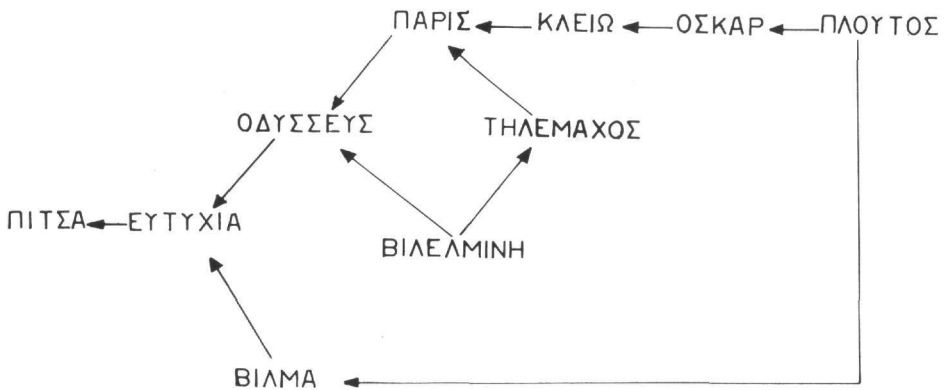 ΠΑΡΙΣ ΚΛΕΙΩ ΟΣΚΑΡ ΠΛΟΥΤΟΣ
ΟΔΥΣΣΕΥΣ ΤΗΛΕΜΑΧΟΣ
ΠΙΤΣΑ ΕΥΤΥΧΙΑ
ΒΙΛΕΛΜΙΝΗ
ΒΙΛΜΑ